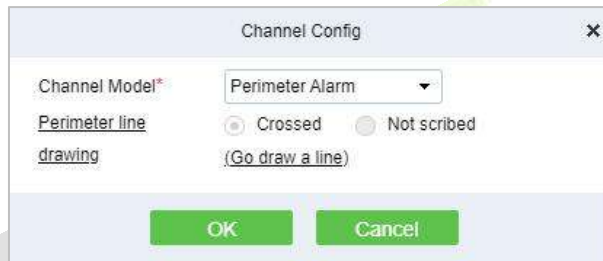 Channel Config
Channel Model* Perimeter Alarm
Perimeter line Crossed Not scribed
drawing (Go draw a line)
OK Cancel